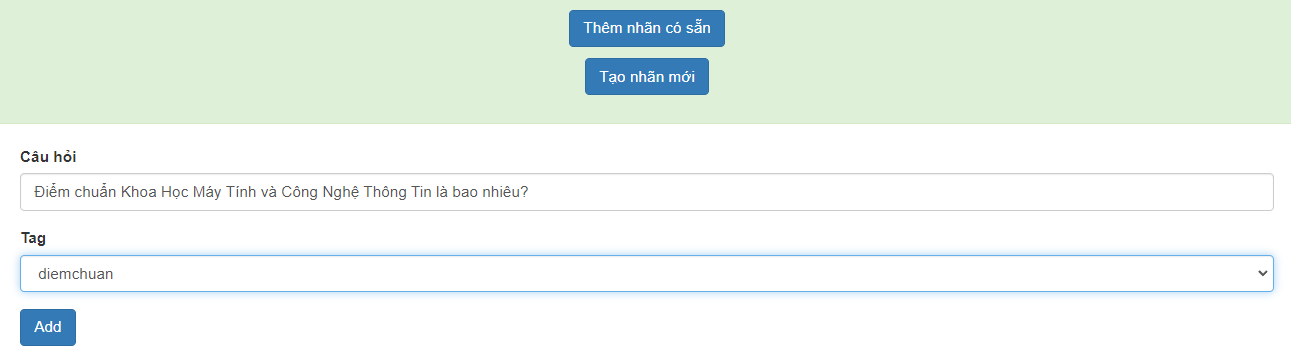 Thêm nhãn có sẵn
Tạo nhãn mới
Câu hỏi
Điểm chuẩn Khoa Học Máy Tính và Công Nghệ Thông Tin là bao nhiêu?
Tag
diemchuan
Add